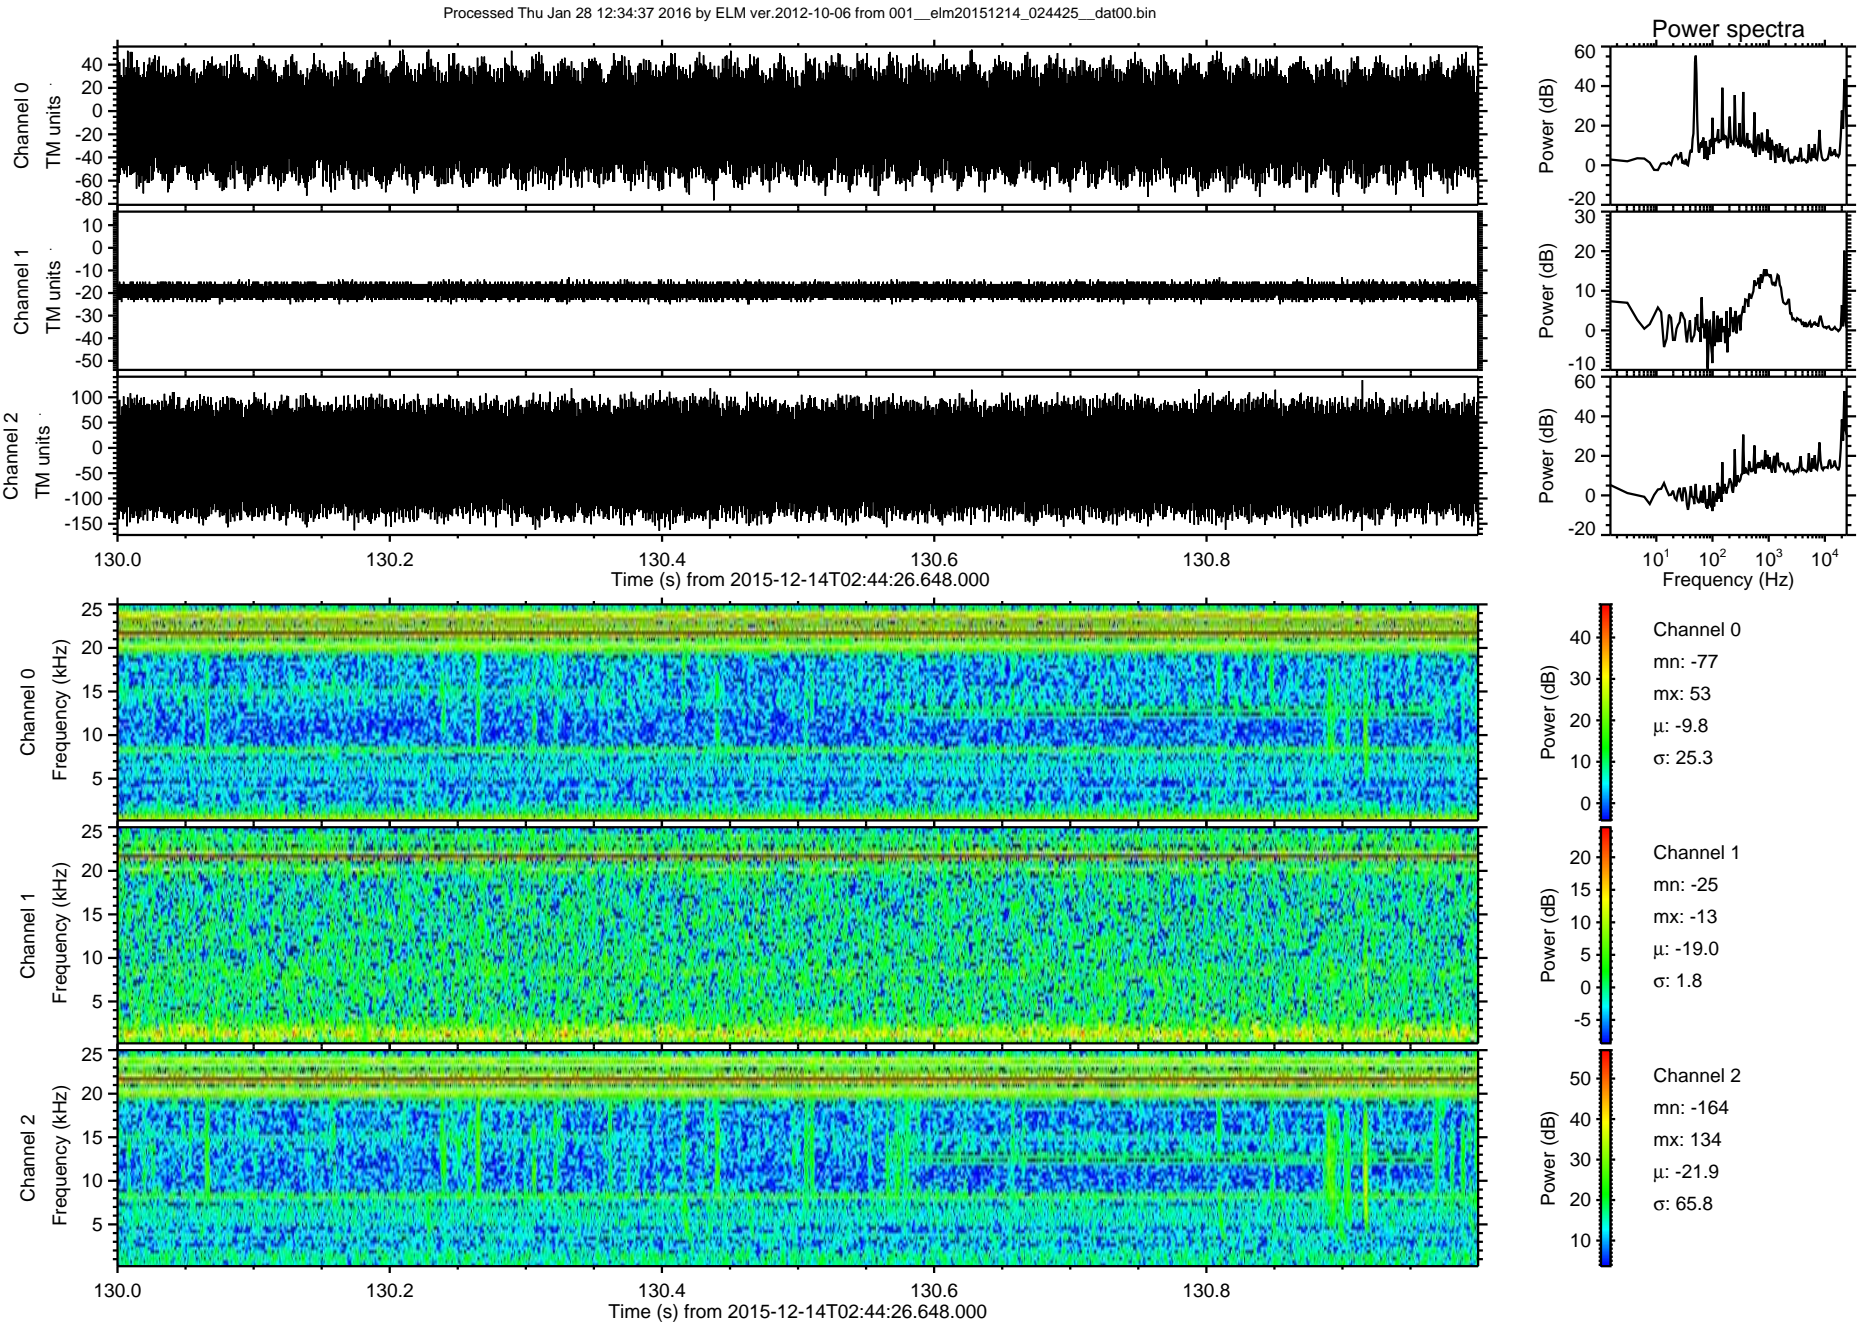 Processed Thu Jan 28 12:34:37 2016 by ELM ver.2012-10-06 from 001__elm20151214_024425__dat00.bin
Power spectra
Channel 0
TM units
40
20
0
-20
-40
-60
-80
Power (dB)
60
40
20
0
-20
Channel 1
TM units
10
0
-10
-20
-30
-40
-50
Power (dB)
30
20
10
0
-10
Channel 2
TM units
100
50
0
-50
-100
-150
Power (dB)
60
40
20
0
-20
130.0 130.2 130.4 130.6 130.8
Time (s) from 2015-12-14T02:44:26.648.000
10¹ 10² 10³ 10⁴
Frequency (Hz)
Channel 0
Frequency (kHz)
25
20
15
10
5
Power (dB)
40
30
20
10
0
Channel 0
mn: -77
mx: 53
μ: -9.8
σ: 25.3
Channel 1
Frequency (kHz)
25
20
15
10
5
Power (dB)
20
15
10
5
0
-5
Channel 1
mn: -25
mx: -13
μ: -19.0
σ: 1.8
Channel 2
Frequency (kHz)
25
20
15
10
5
Power (dB)
50
40
30
20
10
Channel 2
mn: -164
mx: 134
μ: -21.9
σ: 65.8
130.0 130.2 130.4 130.6 130.8
Time (s) from 2015-12-14T02:44:26.648.000